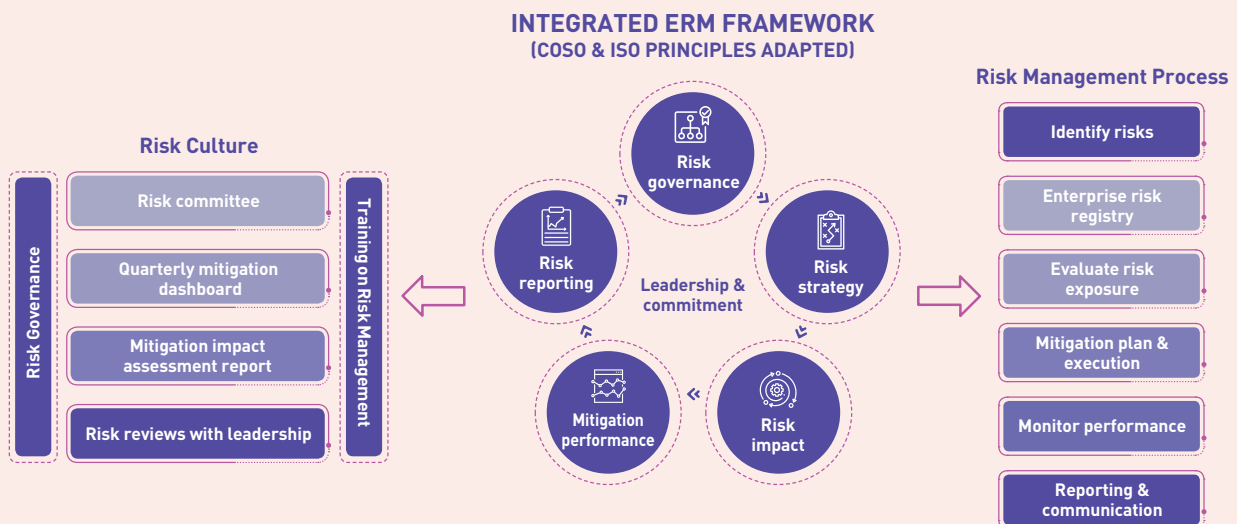 INTEGRATED ERM FRAMEWORK
(COSO & ISO PRINCIPLES ADAPTED)
Risk Culture
Risk Governance
Risk committee
Quarterly mitigation
dashboard
Mitigation impact
assessment report
Risk reviews with leadership
Training on Risk Management
Risk
governance
Risk
strategy
Risk
impact
Mitigation
performance
Risk
reporting
Leadership &
commitment
Risk Management Process
Identify risks
Enterprise risk
registry
Evaluate risk
exposure
Mitigation plan &
execution
Monitor performance
Reporting &
communication